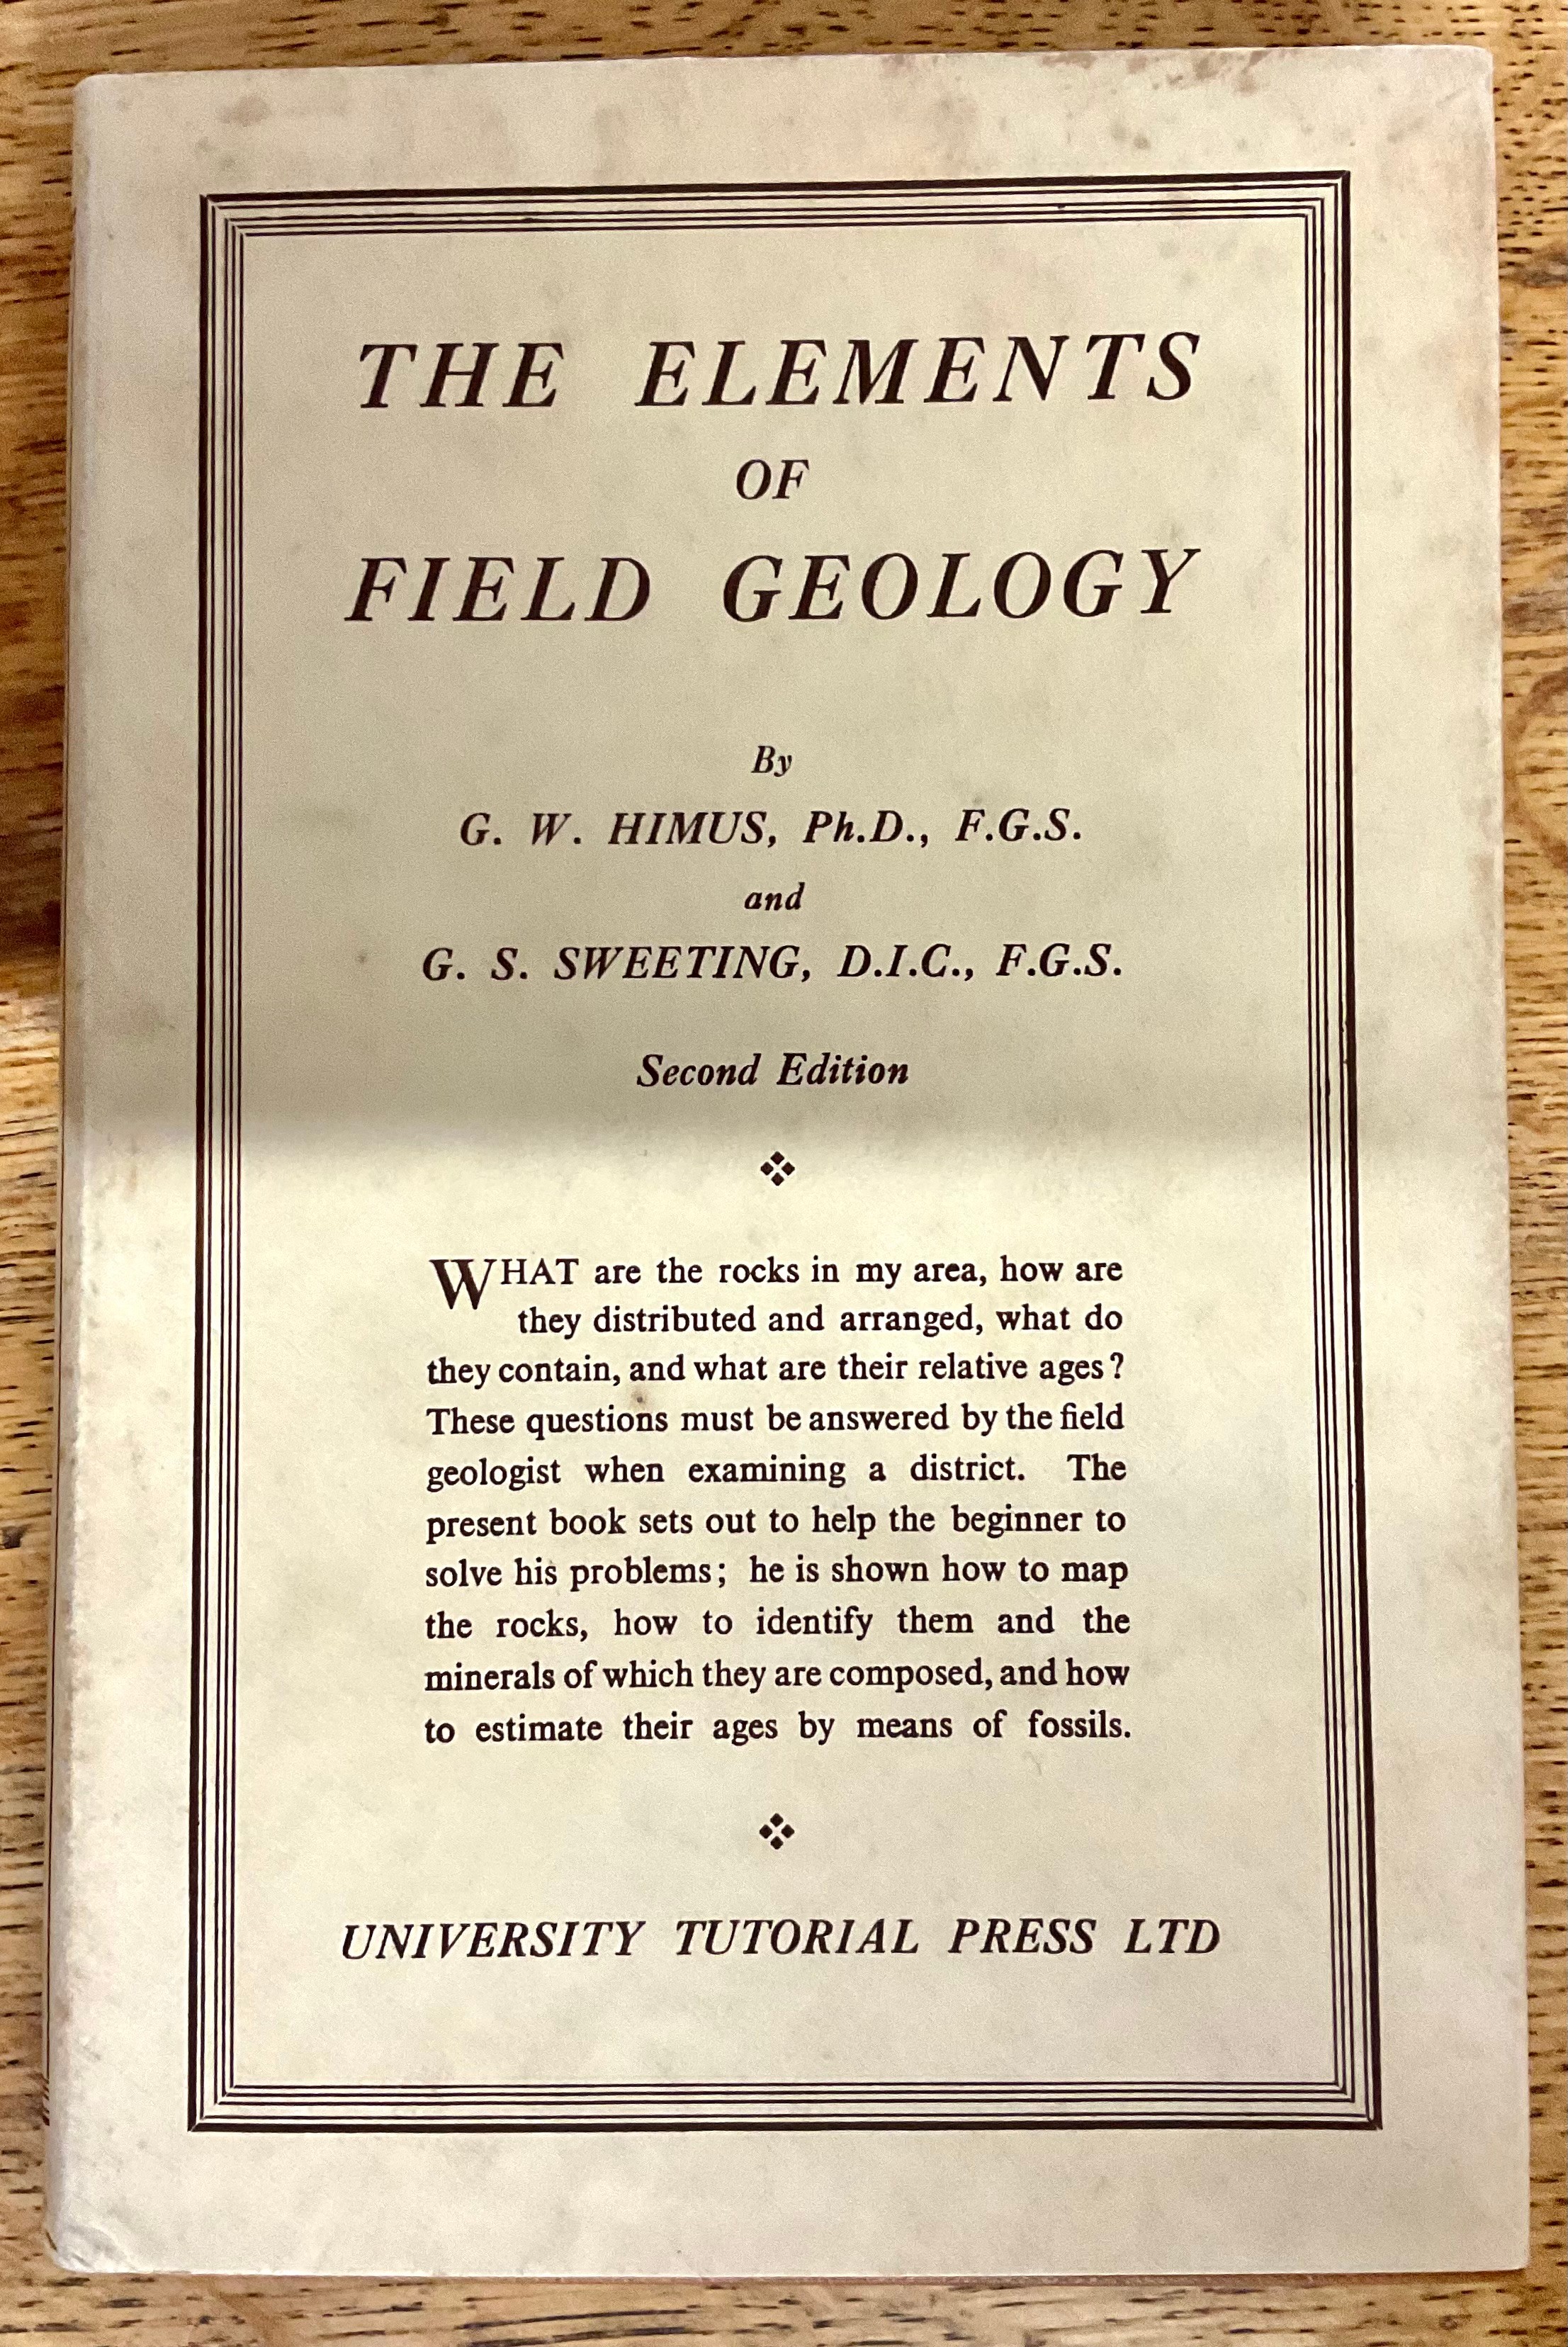 THE ELEMENTS
OF
FIELD GEOLOGY
By
G. W. HIMUS, Ph.D., F.G.S.
and
G. S. SWEETING, D.I.C., F.G.S.
Second Edition
WHAT are the rocks in my area, how are
they distributed and arranged, what do
they contain, and what are their relative ages?
These questions must be answered by the field
geologist when examining a district. The
present book sets out to help the beginner to
solve his problems; he is shown how to map
the rocks, how to identify them and the
minerals of which they are composed, and how
to estimate their ages by means of fossils.
UNIVERSITY TUTORIAL PRESS LTD